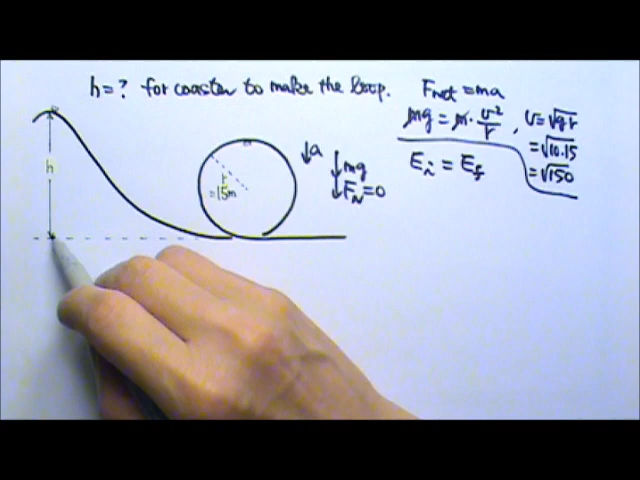 h=? for coaster to make the loop.
Fnet = ma
mg = m · v²/r , v = √gr
= √10·15
= √150
Ei = Ef
h
r
=15m
↓a
mg
FN=0